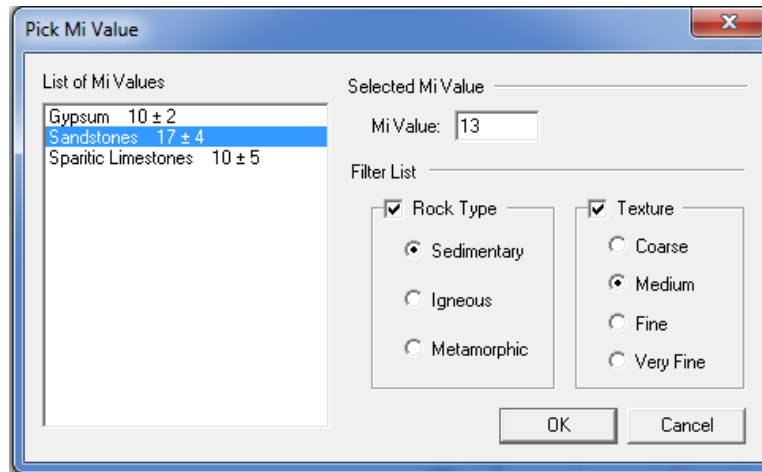 Pick Mi Value
List of Mi Values
Gypsum 10 ± 2
Sandstones 17 ± 4
Sparitic Limestones 10 ± 5
Selected Mi Value
Mi Value: 13
Filter List
Rock Type
Sedimentary
Igneous
Metamorphic
Texture
Coarse
Medium
Fine
Very Fine
OK
Cancel